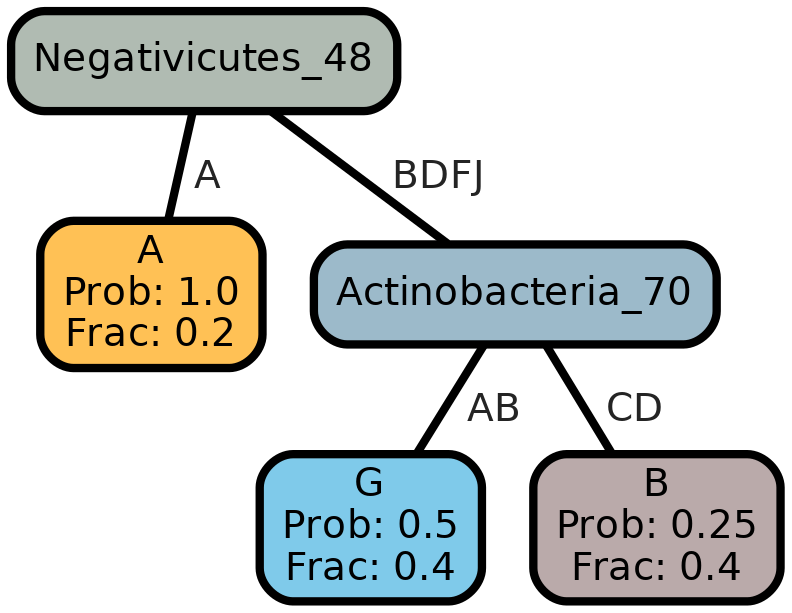 Negativicutes_48
A
BDFJ
A
Prob: 1.0
Frac: 0.2
Actinobacteria_70
AB
CD
G
Prob: 0.5
Frac: 0.4
B
Prob: 0.25
Frac: 0.4